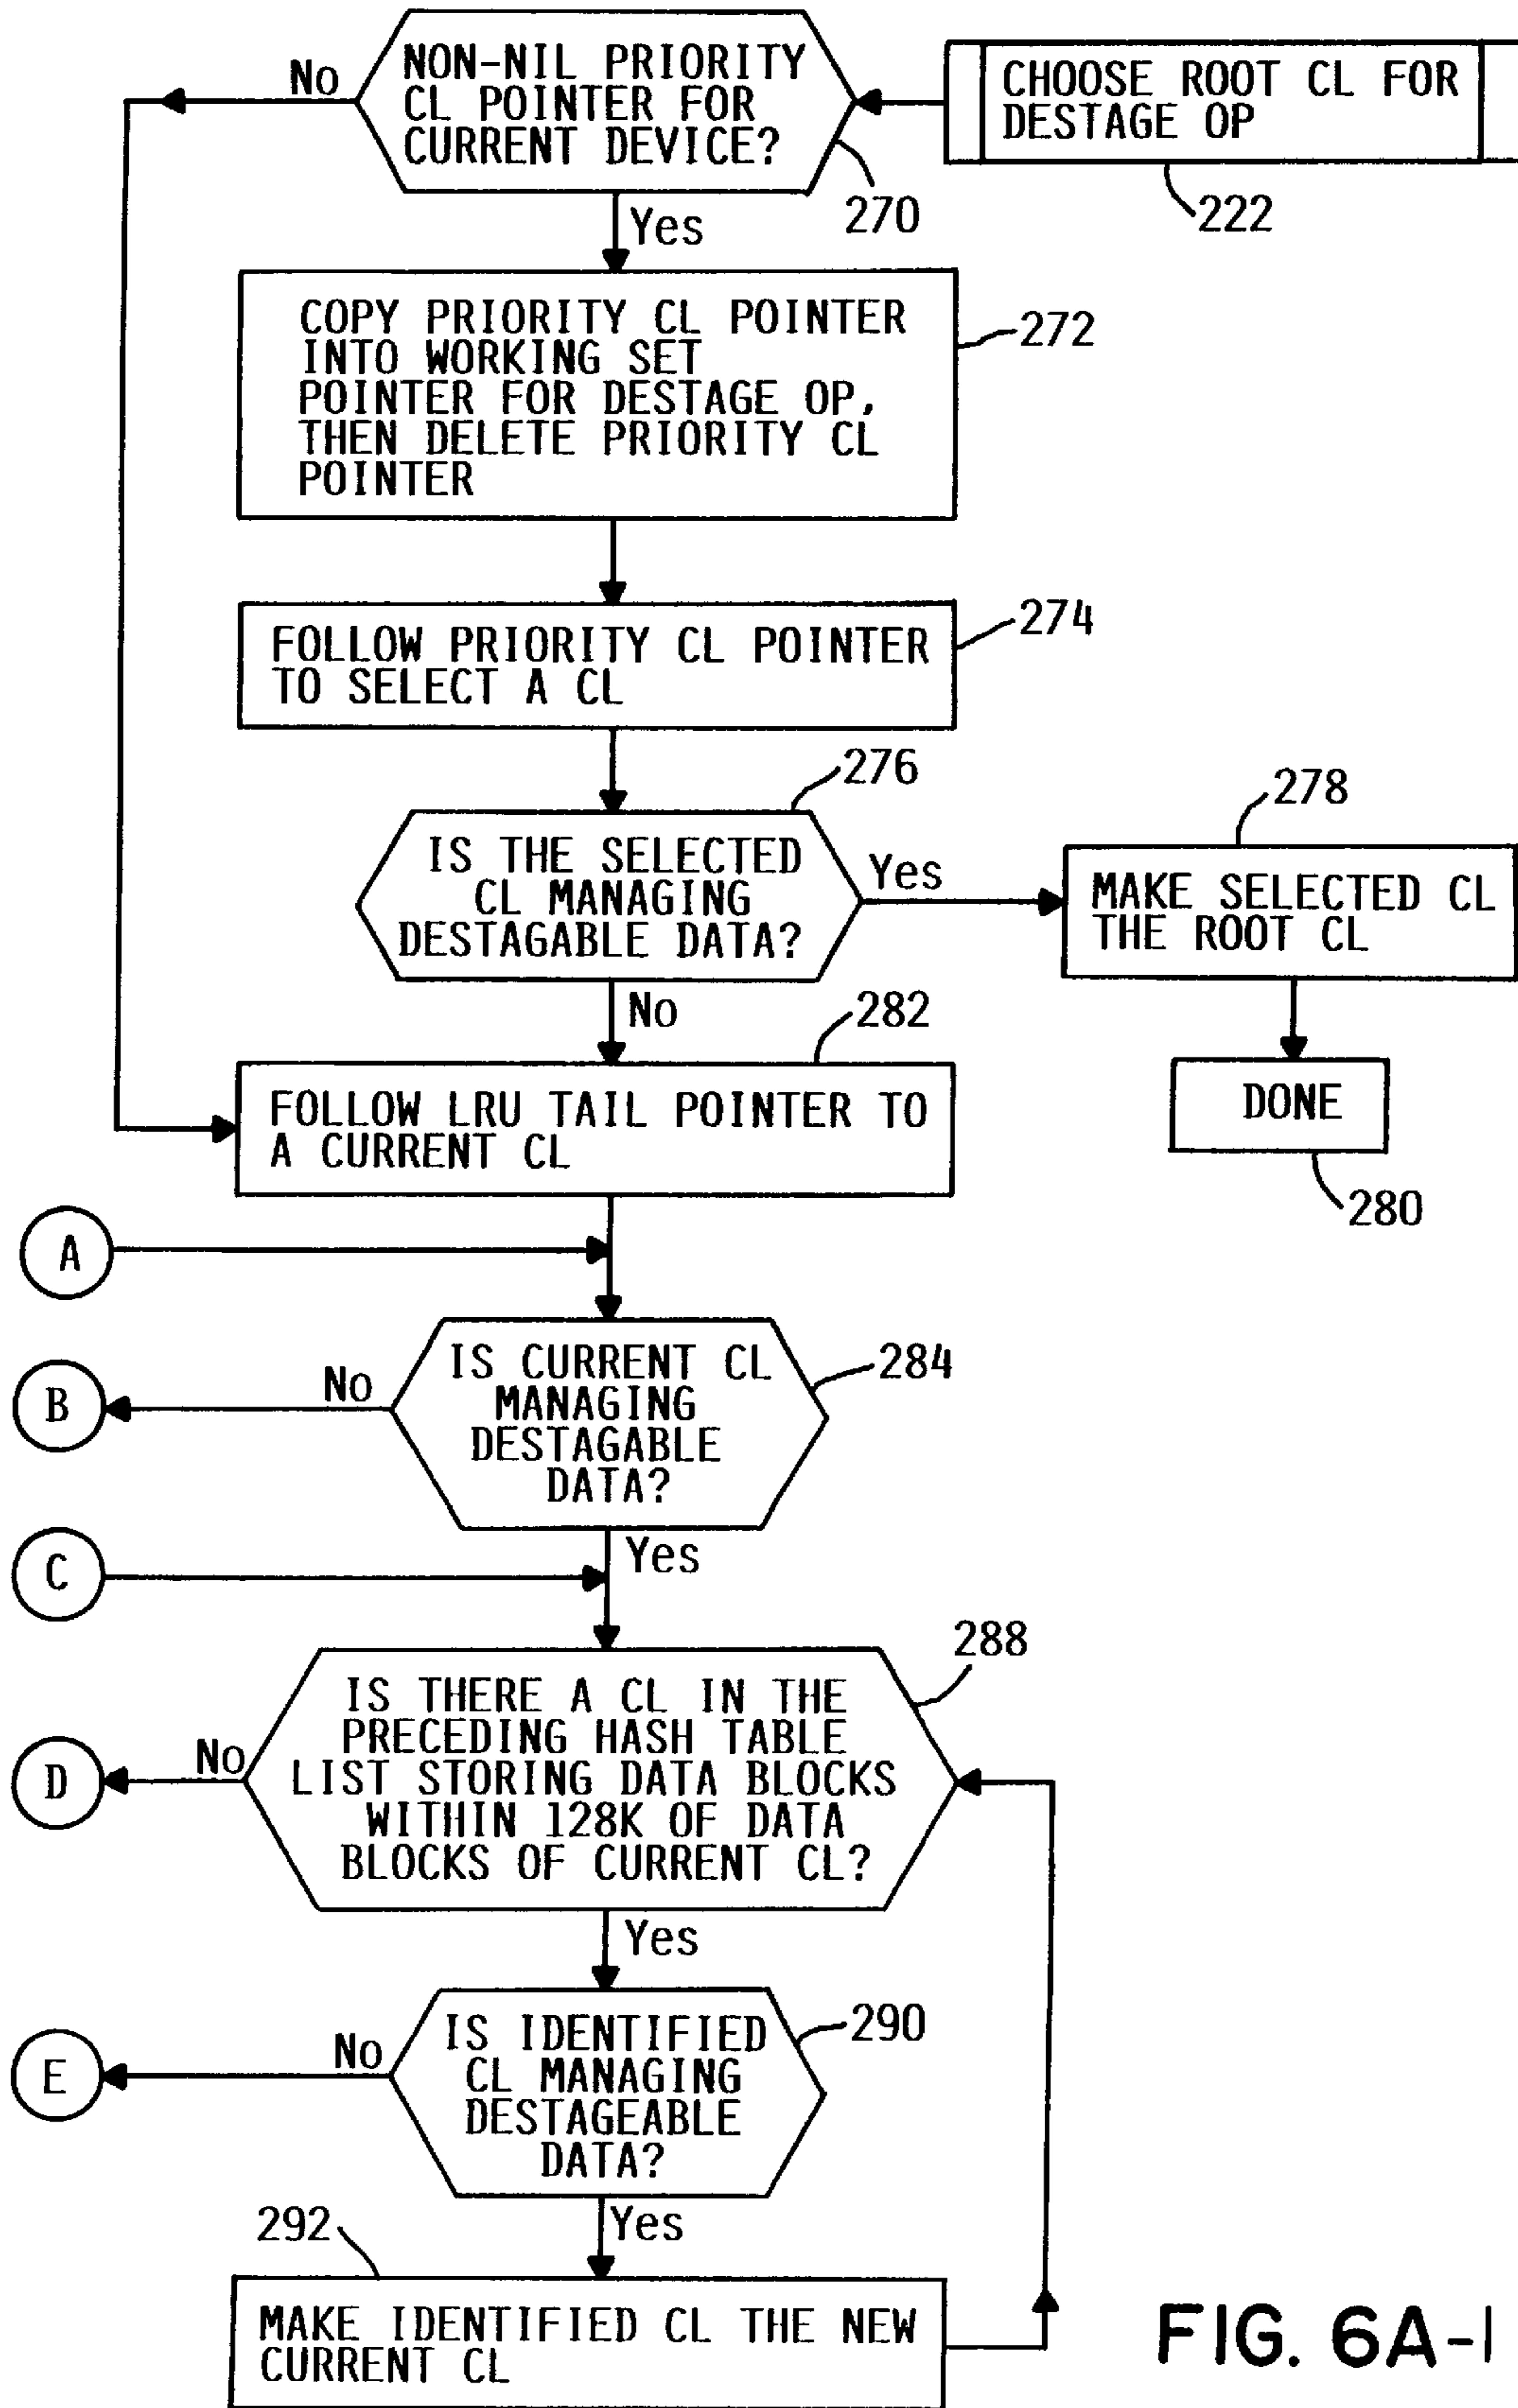 NON-NIL PRIORITY
CL POINTER FOR
CURRENT DEVICE?
No
CHOOSE ROOT CL FOR
DESTAGE OP
270
222
Yes
COPY PRIORITY CL POINTER
INTO WORKING SET
POINTER FOR DESTAGE OP,
THEN DELETE PRIORITY CL
POINTER
272
FOLLOW PRIORITY CL POINTER
TO SELECT A CL
274
276
IS THE SELECTED
CL MANAGING
DESTAGABLE DATA?
Yes
278
MAKE SELECTED CL
THE ROOT CL
No
282
FOLLOW LRU TAIL POINTER TO
A CURRENT CL
DONE
280
A
IS CURRENT CL
MANAGING
DESTAGABLE
DATA?
284
No
B
Yes
C
288
IS THERE A CL IN THE
PRECEDING HASH TABLE
LIST STORING DATA BLOCKS
WITHIN 128K OF DATA
BLOCKS OF CURRENT CL?
No
D
Yes
IS IDENTIFIED
CL MANAGING
DESTAGEABLE
DATA?
290
No
E
Yes
292
MAKE IDENTIFIED CL THE NEW
CURRENT CL
FIG. 6A-1